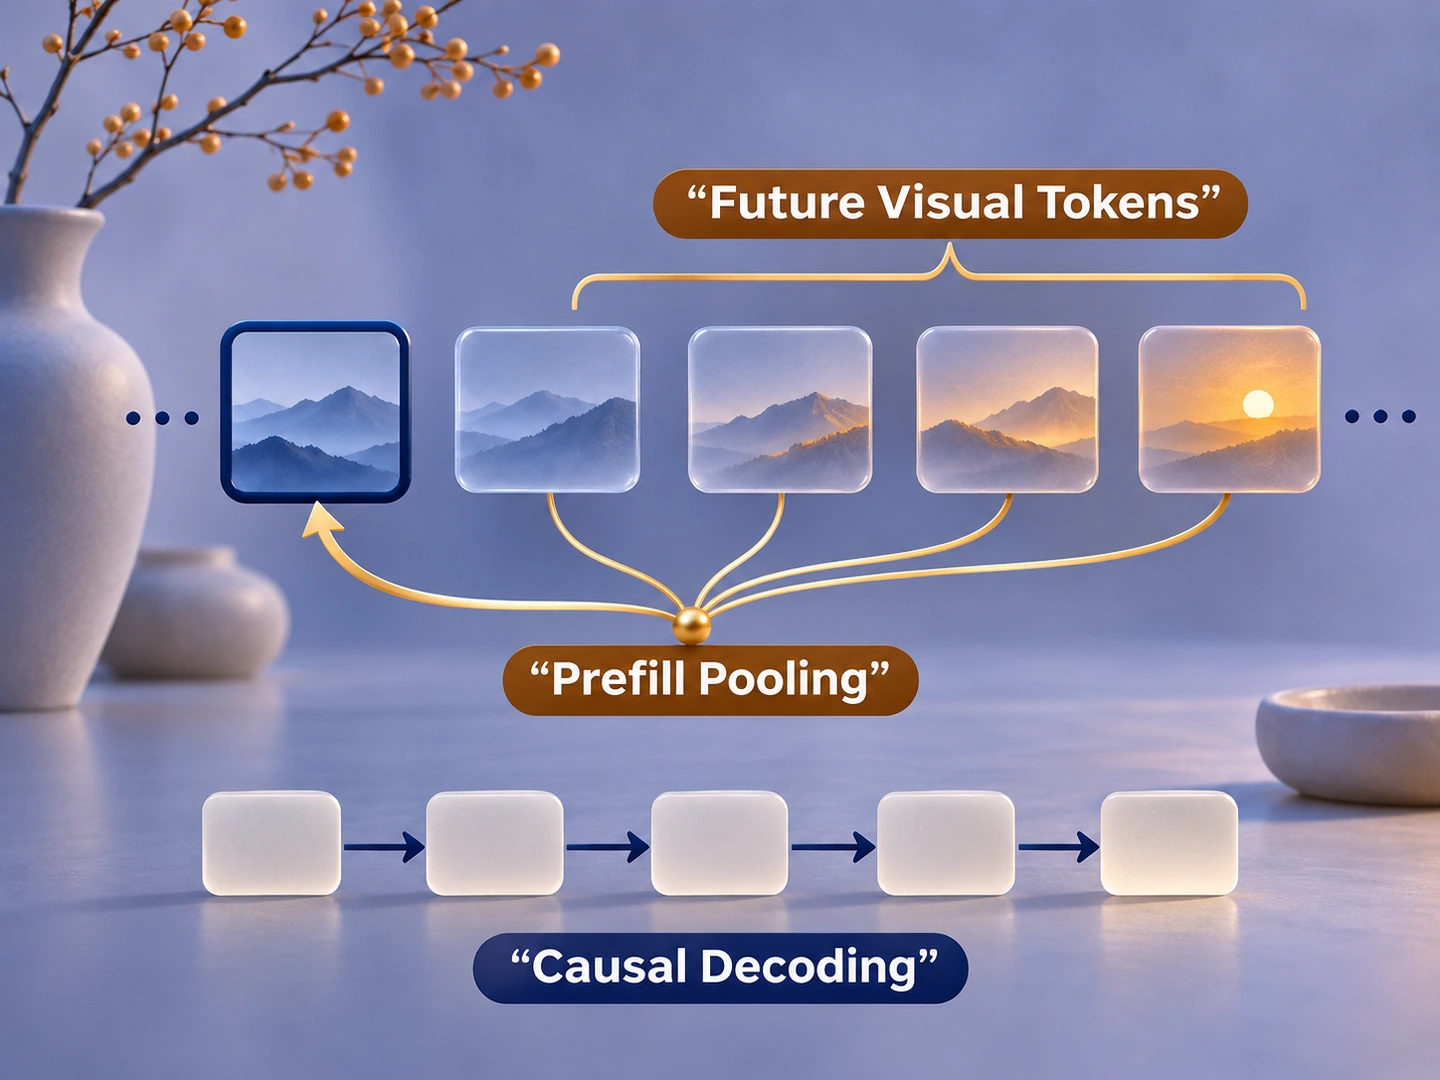 “Future Visual Tokens”
“Prefill Pooling”
“Causal Decoding”